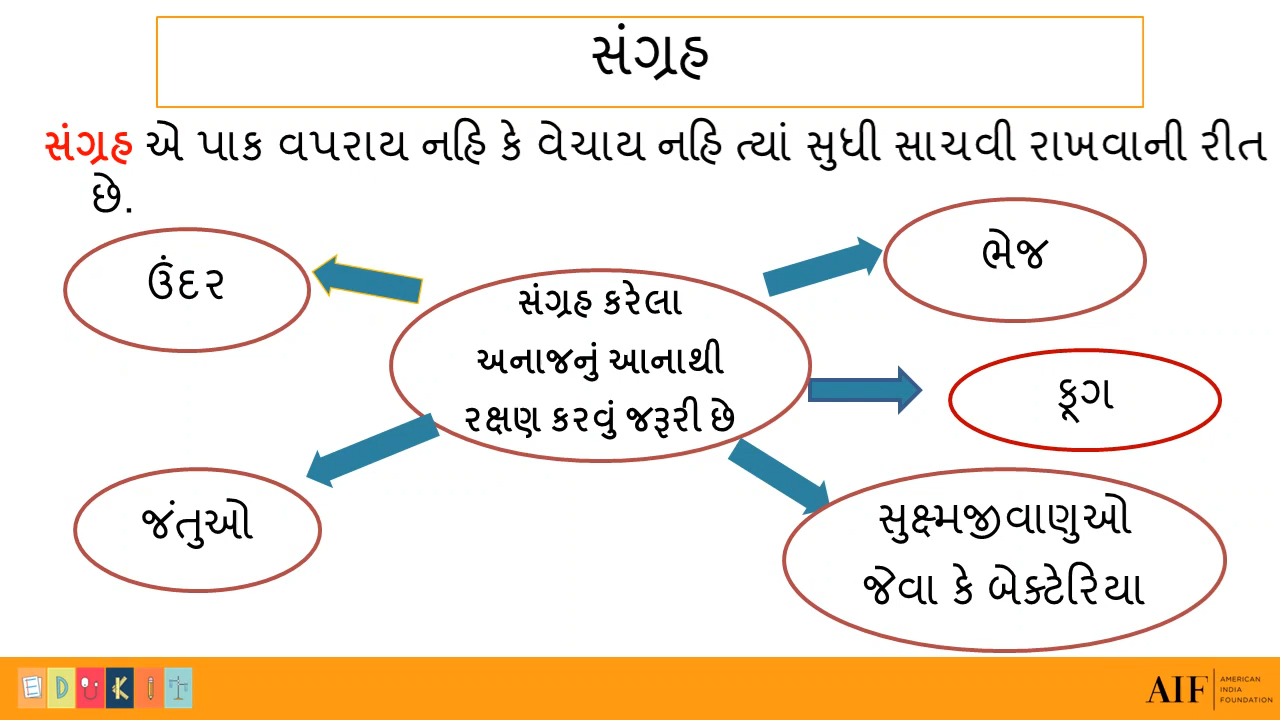 સંગ્રહ
સંગ્રહ એ પાક વપરાય નહિ કે વેચાય નહિ ત્યાં સુધી સાચવી રાખવાની રીત
છે.
ઉંદર
ભેજ
સંગ્રહ કરેલા
અનાજનું આનાથી
રક્ષણ કરવું જરૂરી છે
ફૂગ
જંતુઓ
સુક્ષ્મજીવાણુઓ
જેવા કે બેક્ટેરિયા
EDUKIT
AIF
AMERICAN
INDIA
FOUNDATION